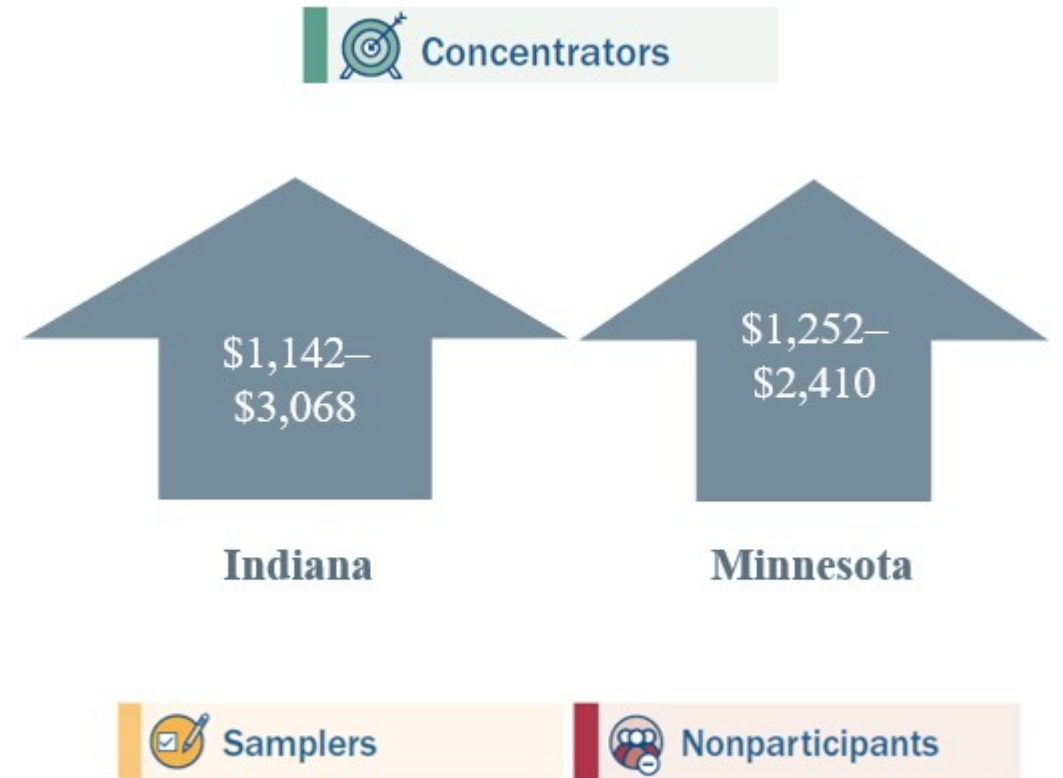 Concentrators
$1,142–
$3,068
$1,252–
$2,410
Indiana
Minnesota
Samplers
Nonparticipants